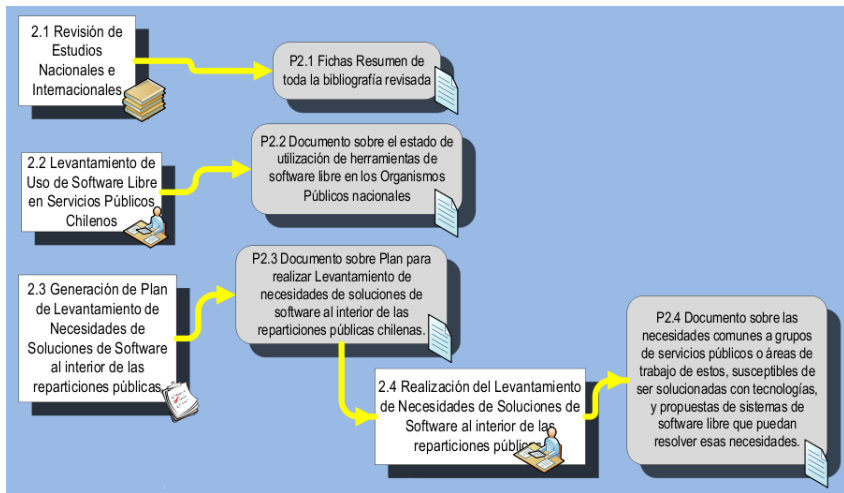 2.1 Revisión de
Estudios
Nacionales e
Internacionales
P2.1 Fichas Resumen de
toda la bibliografía revisada
2.2 Levantamiento de
Uso de Software Libre
en Servicios Públicos
Chilenos
P2.2 Documento sobre el estado de
utilización de herramientas de
software libre en los Organismos
Públicos nacionales
2.3 Generación de Plan
de Levantamiento de
Necesidades de
Soluciones de Software
al interior de las
reparticiones públicas
P2.3 Documento sobre Plan para
realizar Levantamiento de
necesidades de soluciones de
software al interior de las
reparticiones públicas chilenas.
2.4 Realización del Levantamiento
de Necesidades de Soluciones de
Software al interior de las
reparticiones
P2.4 Documento sobre las
necesidades comunes a grupos
de servicios públicos o áreas de
trabajo de estos, susceptibles de
ser solucionadas con tecnologías,
y propuestas de sistemas de
software libre que puedan
resolver esas necesidades.